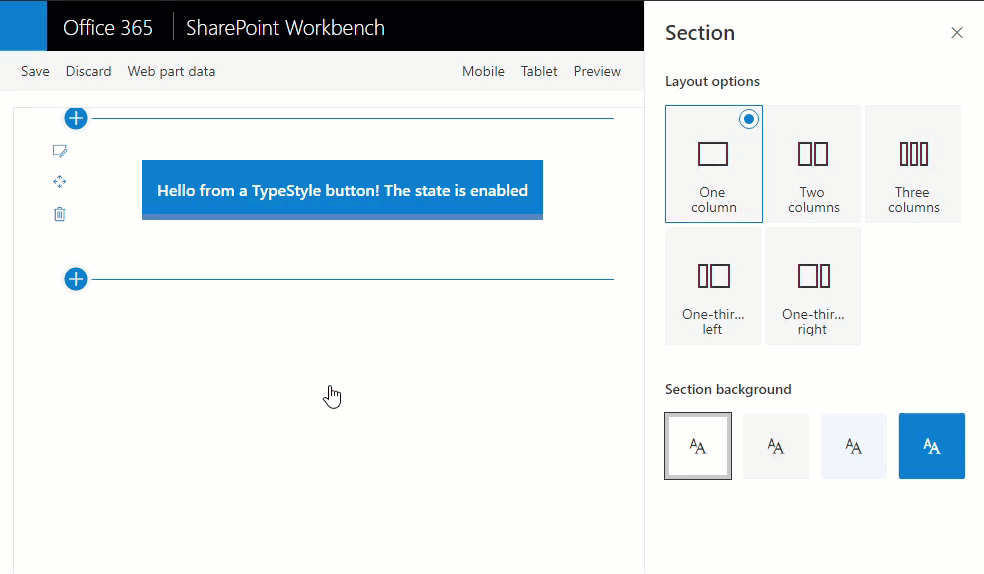 Office 365 SharePoint Workbench
Save Discard Web part data Mobile Tablet Preview
Hello from a TypeStyle button! The state is enabled
Section
Layout options
One
column
Two
columns
Three
columns
One-thir...
left
One-thir...
right
Section background
AA AA AA AA